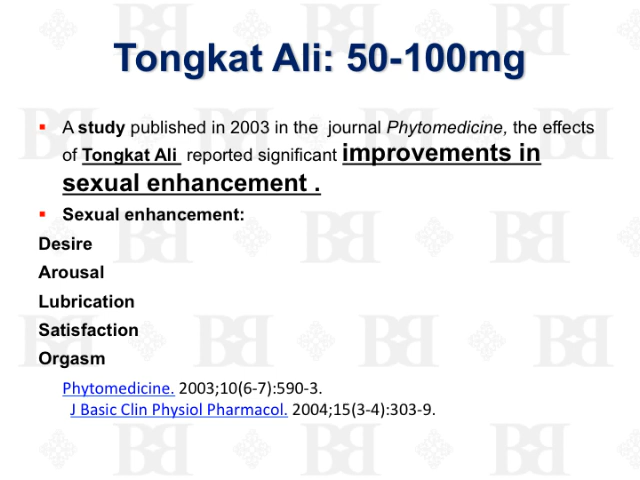 Tongkat Ali: 50-100mg
A study published in 2003 in the journal Phytomedicine, the effects
of Tongkat Ali reported significant improvements in
sexual enhancement .
Sexual enhancement:
Desire
Arousal
Lubrication
Satisfaction
Orgasm
Phytomedicine. 2003;10(6-7):590-3.
J Basic Clin Physiol Pharmacol. 2004;15(3-4):303-9.